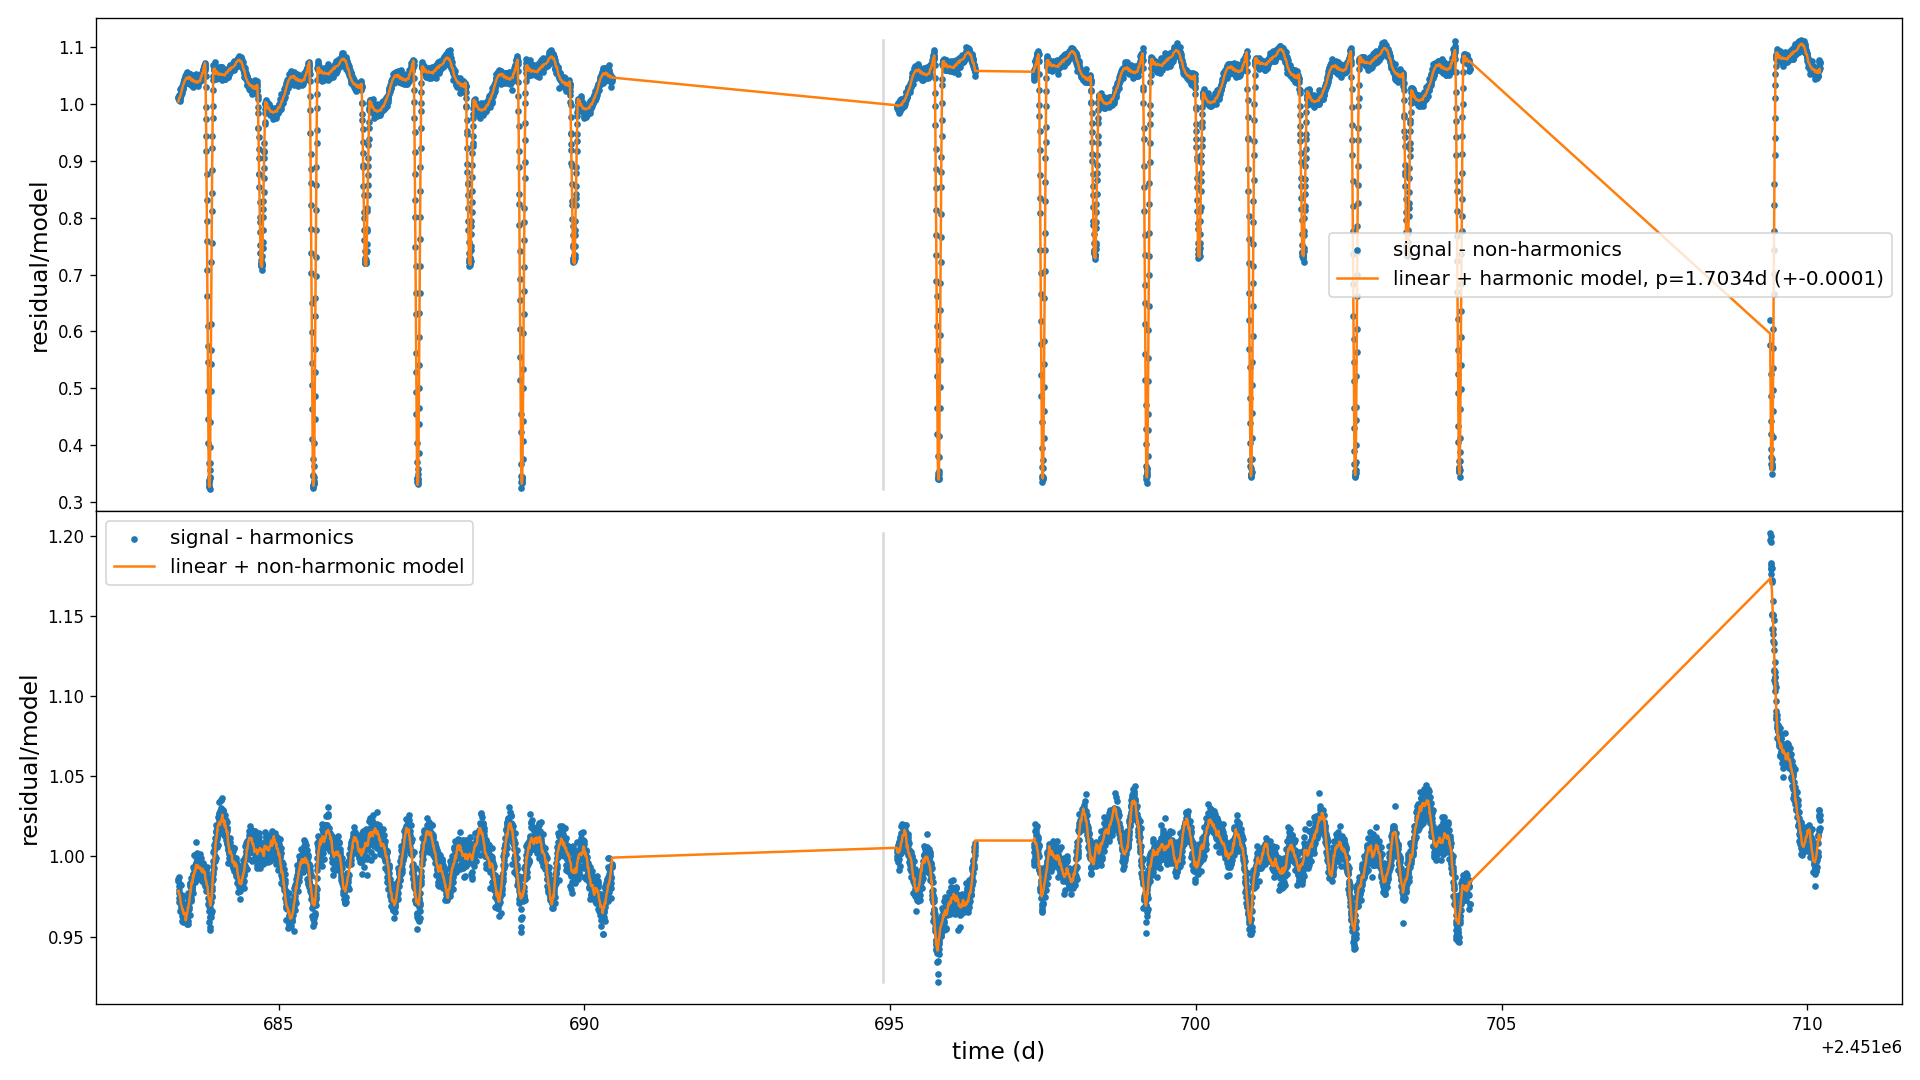 residual/model
1.1
1.0
0.9
0.8
0.7
0.6
0.5
0.4
0.3
signal - non-harmonics
linear + harmonic model, p=1.7034d (+-0.0001)
residual/model
1.20
1.15
1.10
1.05
1.00
0.95
signal - harmonics
linear + non-harmonic model
685
690
695
700
705
710
time (d)
+2.451e6